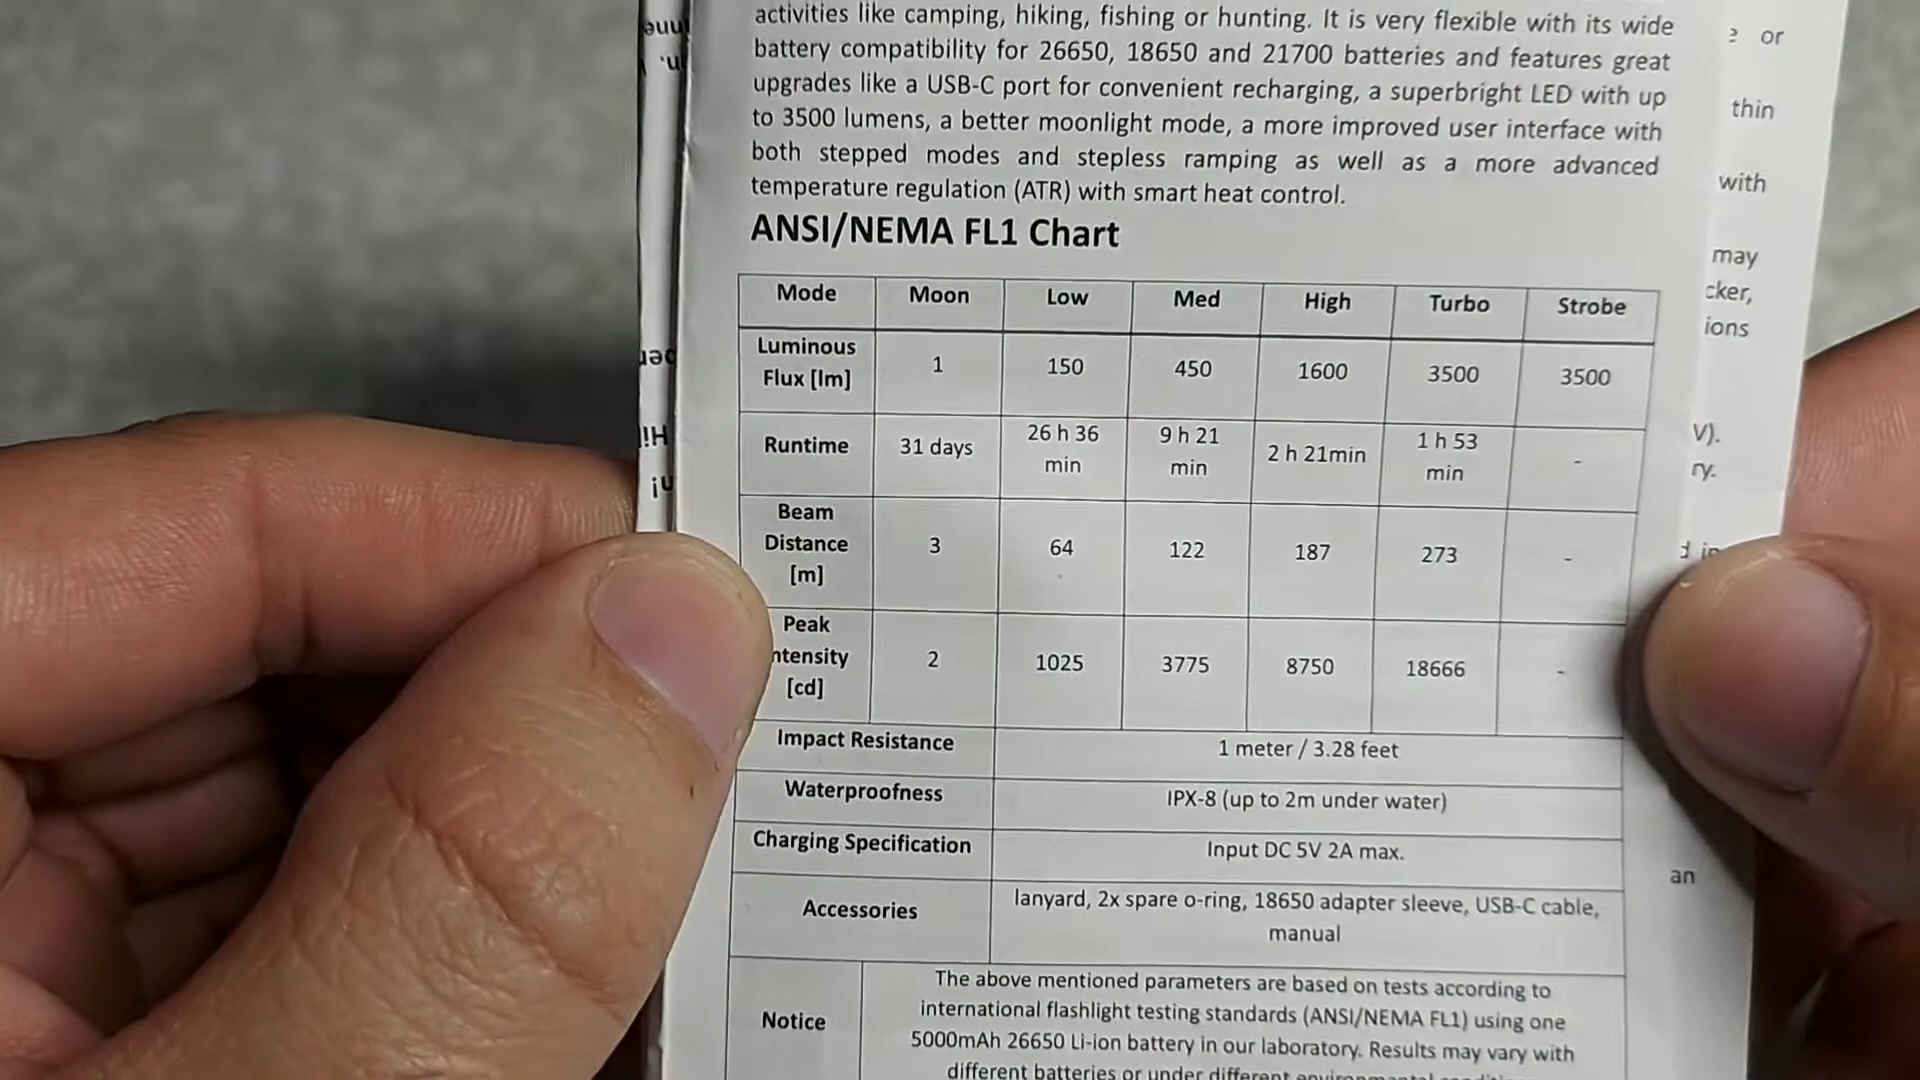 activities like camping, hiking, fishing or hunting. It is very flexible with its wide
battery compatibility for 26650, 18650 and 21700 batteries and features great
upgrades like a USB-C port for convenient recharging, a superbright LED with up
to 3500 lumens, a better moonlight mode, a more improved user interface with
both stepped modes and stepless ramping as well as a more advanced
temperature regulation (ATR) with smart heat control.
ANSI/NEMA FL1 Chart
Mode Moon Low Med High Turbo Strobe
Luminous
Flux [lm] 1 150 450 1600 3500 3500
Runtime 31 days 26 h 36 min 9 h 21 min 2 h 21min 1 h 53 min -
Beam
Distance
[m] 3 64 122 187 273 -
Peak
ntensity
[cd] 2 1025 3775 8750 18666 -
Impact Resistance 1 meter / 3.28 feet
Waterproofness IPX-8 (up to 2m under water)
Charging Specification Input DC 5V 2A max.
Accessories lanyard, 2x spare o-ring, 18650 adapter sleeve, USB-C cable,
manual
Notice The above mentioned parameters are based on tests according to
international flashlight testing standards (ANSI/NEMA FL1) using one
5000mAh 26650 Li-ion battery in our laboratory. Results may vary with
different batteries or under different
or
thin
with
may
cker,
ions
V).
ry.
an